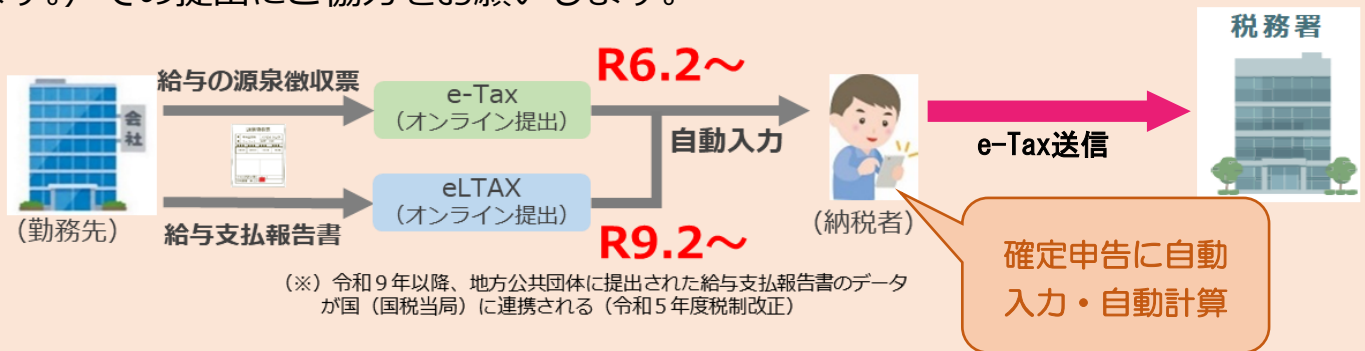 ます。）での提出にご協力をお願いします。
税務署
給与の源泉徴収票
R6.2～
e-Tax
（オンライン提出）
会社
自動入力
e-Tax送信
eLTAX
（オンライン提出）
（勤務先）
給与支払報告書
R9.2～
（納税者）
確定申告に自動
入力・自動計算
（※）令和９年以降、地方公共団体に提出された給与支払報告書のデータ
が国（国税当局）に連携される（令和５年度税制改正）